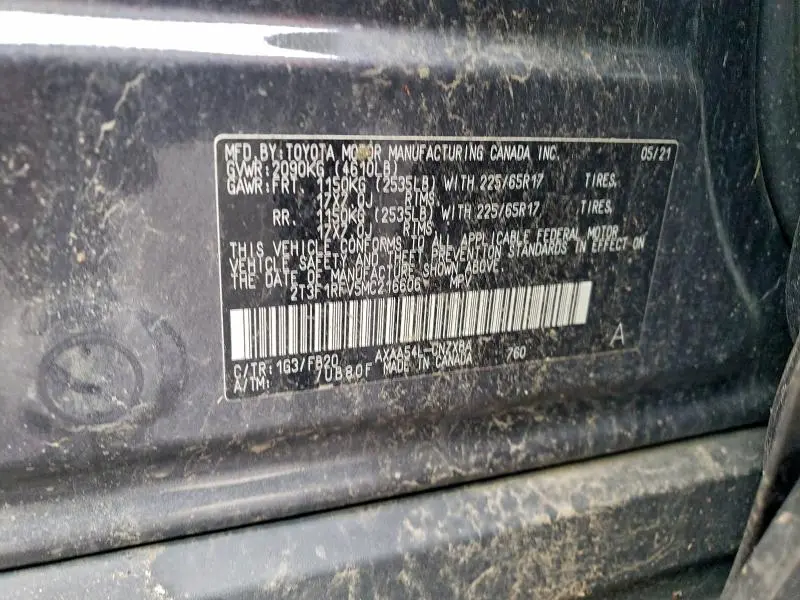 MFD. BY: TOYOTA MOTOR MANUFACTURING CANADA INC. 05/21
GVWR: 2090KG (4610LB)
GAWR: FRT. 1150KG (2535LB) WITH 225/65R17 TIRES.
17X7.0J RIMS.
RR. 1150KG (2535LB) WITH 225/65R17 TIRES.
17X7.0J RIMS.
THIS VEHICLE CONFORMS TO ALL APPLICABLE FEDERAL MOTOR
VEHICLE SAFETY AND THEFT PREVENTION STANDARDS IN EFFECT ON
THE DATE OF MANUFACTURE SHOWN ABOVE.
2T3F1RFV5MC216606 MPV
A
C/TR: 1G3/FB20 760
MADE IN CANADA
A/TM: